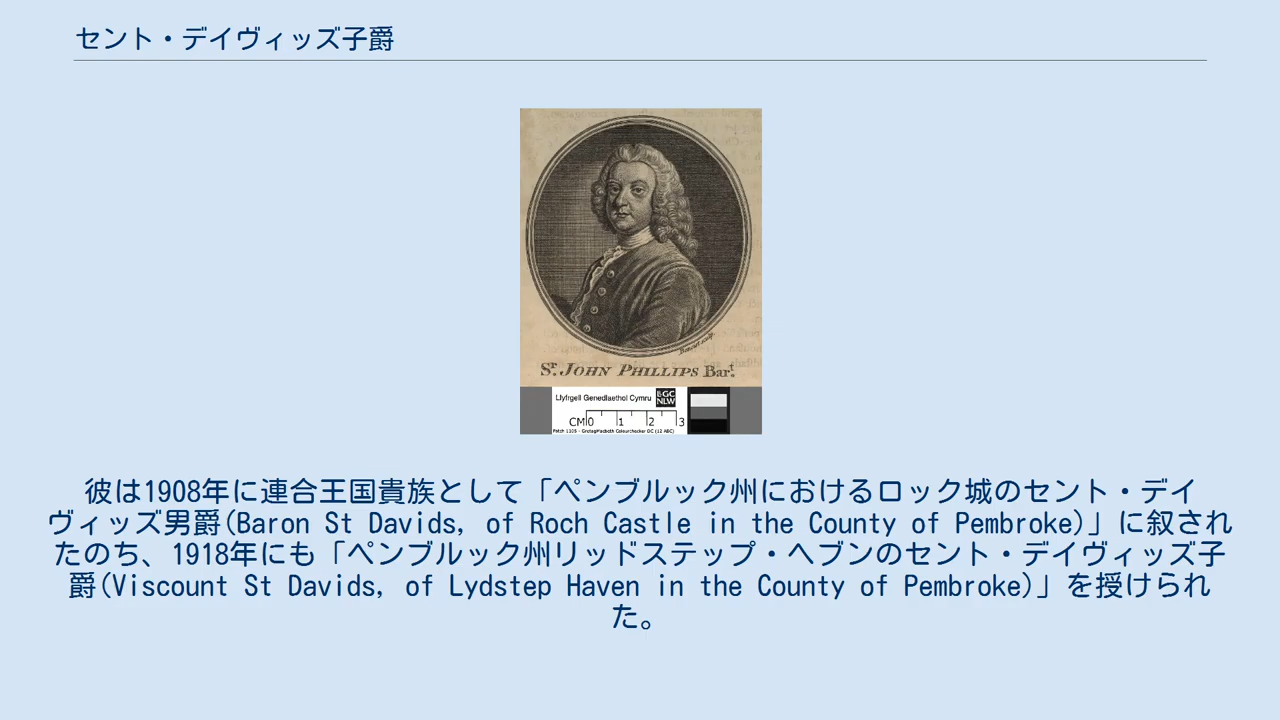 セント・デイヴィッズ子爵
Sr. JOHN PHILLIPS Bart.
Llyfrgell Genedlaethol Cymru
EGC
NLW
CM 0 1 2 3
彼は1908年に連合王国貴族として「ペンブルック州におけるロック城のセント・デイ
ヴィッズ男爵(Baron St Davids, of Roch Castle in the County of Pembroke)」に叙され
たのち、1918年にも「ペンブルック州リッドステップ・ヘブンのセント・デイヴィッズ子
爵(Viscount St Davids, of Lydstep Haven in the County of Pembroke)」を授けられ
た。